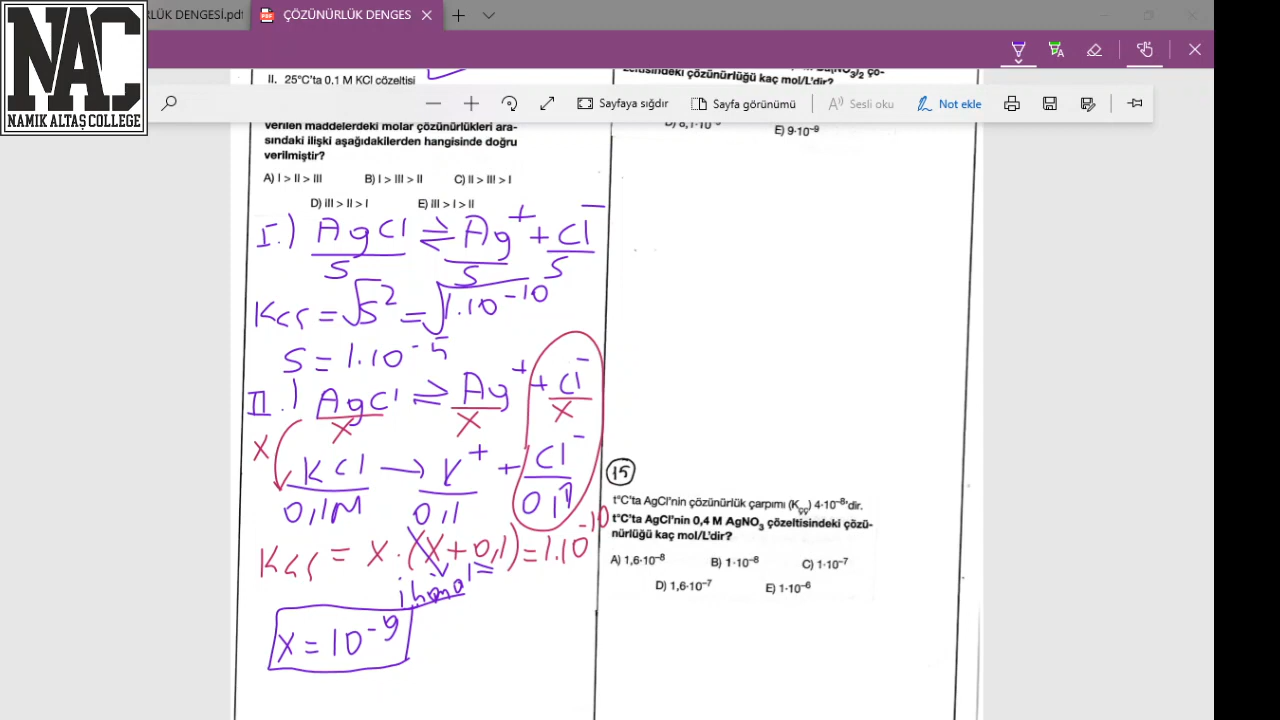 RLÜK DENGESİ.pdf
ÇÖZÜNÜRLÜK DENGES
NAC
NAMIK ALTAŞ COLLEGE
Sayfaya sığdır
Sayfa görünümü
Sesli oku
Not ekle
II. 25°C'ta 0,1 M KCl çözeltisi
verilen maddelerdeki molar çözünürlükleri ara-
sındaki ilişki aşağıdakilerden hangisinde doğru
verilmiştir?
A) I > II > III B) I > III > II C) II > III > I
D) III > II > I E) III > I > II
I.) AgCl ⇌ Ag⁺ + Cl⁻
S S S
Kçç = √S² = √1.10⁻¹⁰
S = 1.10⁻⁵
II.) AgCl ⇌ Ag⁺ + Cl⁻
X X X
X
KCl → K⁺ + Cl⁻
0,1M 0,1 0,1
Kçç = X . (X + 0,1) = 1.10⁻¹⁰
ihmal
X = 10⁻⁹
zeltisindeki çözünürlüğü kaç mol/L'dir?
E) 9·10⁻⁹
15
t°C'ta AgCl'nin çözünürlük çarpımı (Kçç) 4·10⁻⁸'dir.
t°C'ta AgCl'nin 0,4 M AgNO₃ çözeltisindeki çözü-
nürlüğü kaç mol/L'dir?
A) 1,6·10⁻⁸ B) 1·10⁻⁸ C) 1·10⁻⁷
D) 1,6·10⁻⁷ E) 1·10⁻⁶